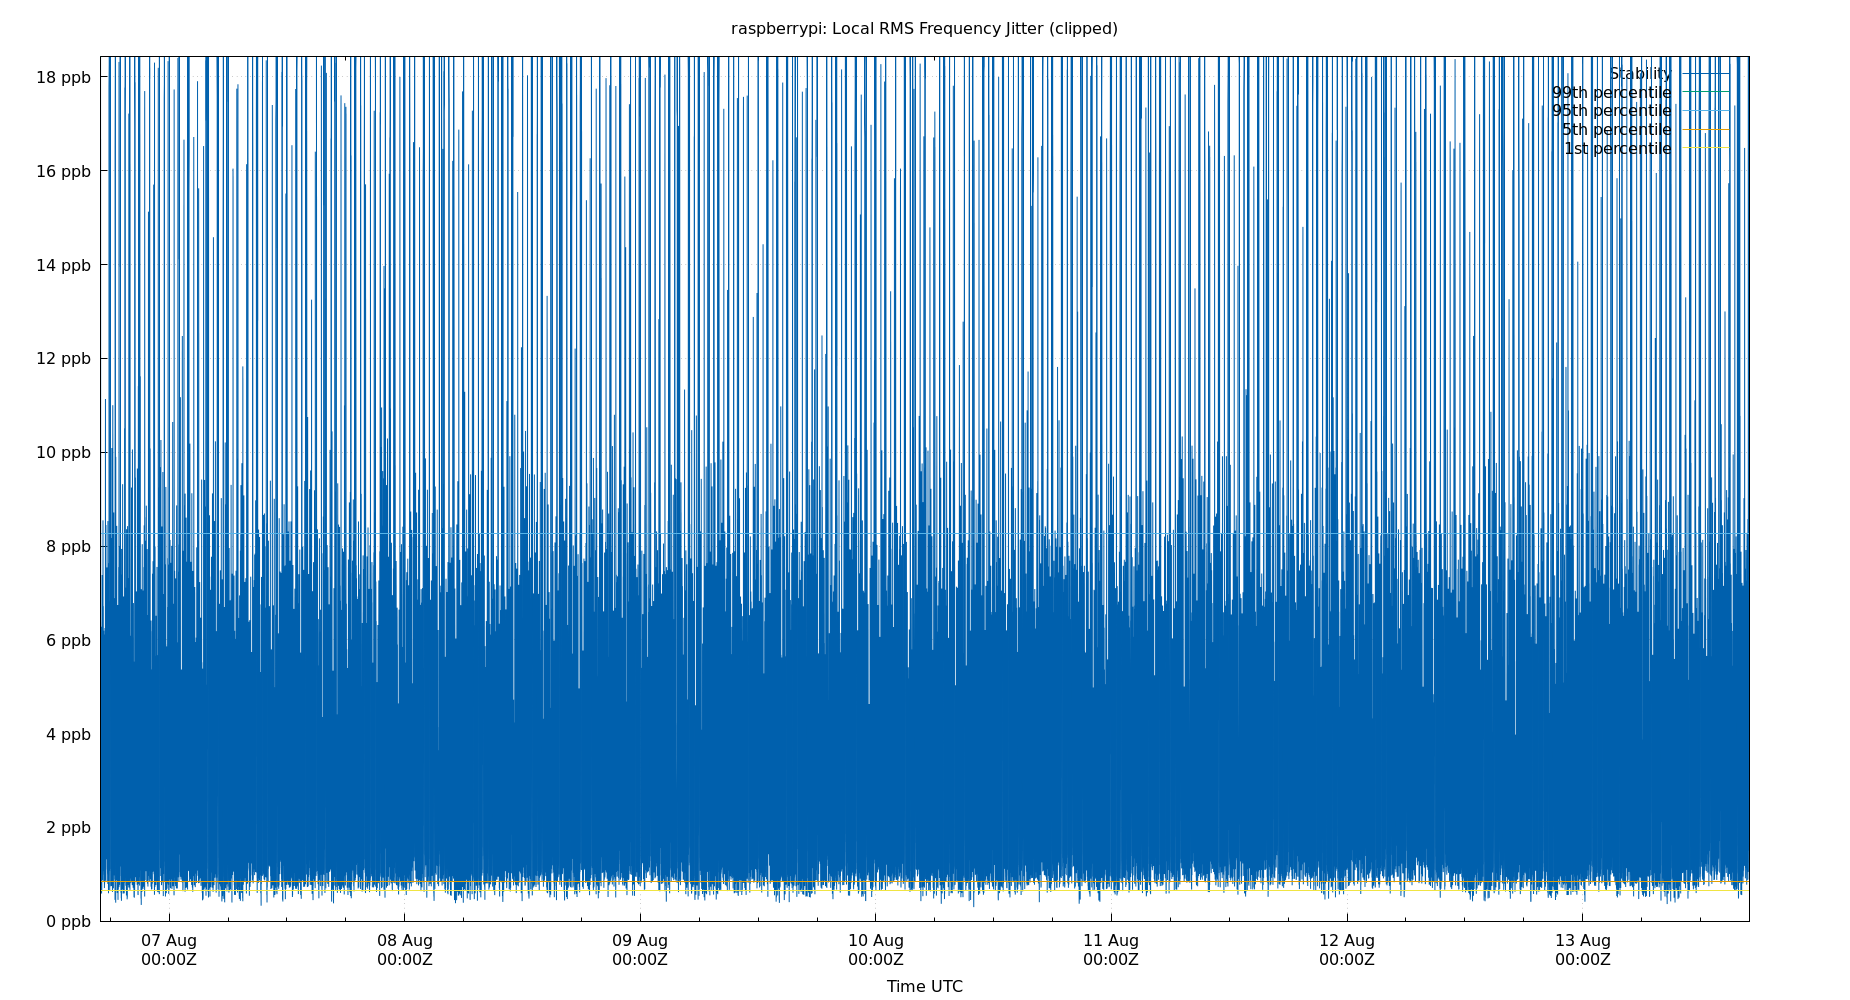 raspberrypi: Local RMS Frequency Jitter (clipped)
18 ppb
16 ppb
14 ppb
12 ppb
10 ppb
8 ppb
6 ppb
4 ppb
2 ppb
0 ppb
Stability
99th percentile
95th percentile
5th percentile
1st percentile
07 Aug
00:00Z
08 Aug
00:00Z
09 Aug
00:00Z
10 Aug
00:00Z
11 Aug
00:00Z
12 Aug
00:00Z
13 Aug
00:00Z
Time UTC